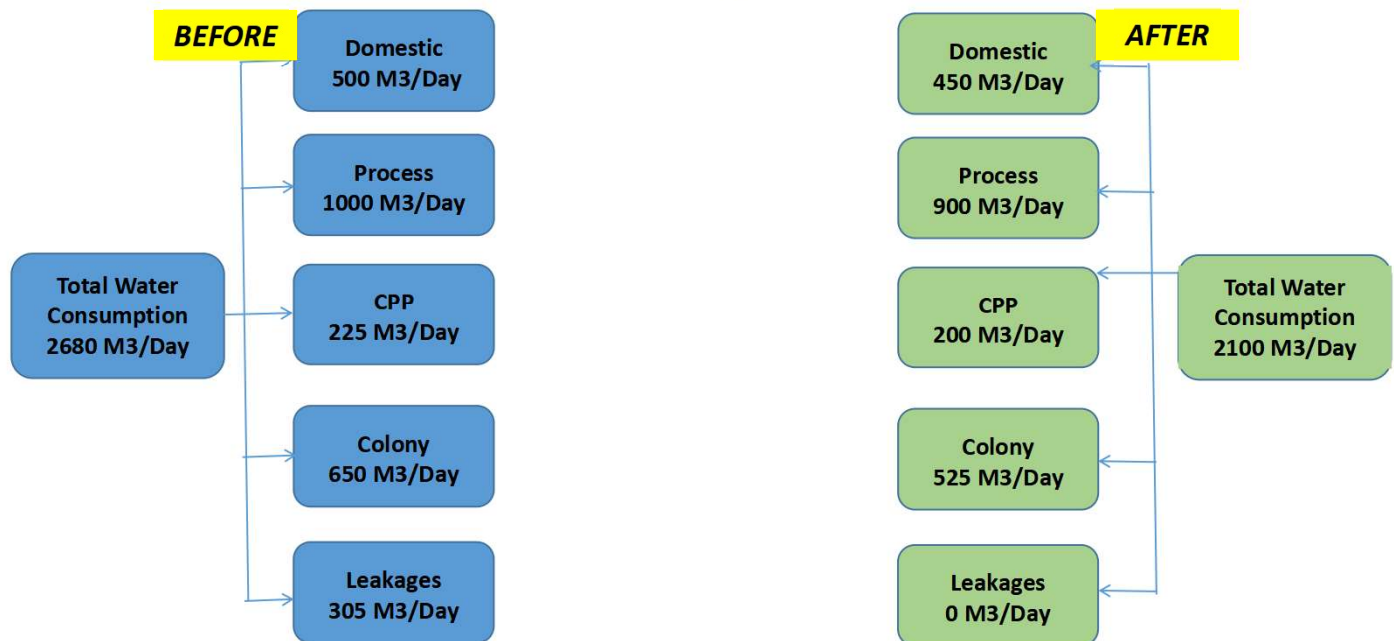 BEFORE
Domestic
500 M3/Day
Process
1000 M3/Day
Total Water
Consumption
2680 M3/Day
CPP
225 M3/Day
Colony
650 M3/Day
Leakages
305 M3/Day
AFTER
Domestic
450 M3/Day
Process
900 M3/Day
CPP
200 M3/Day
Total Water
Consumption
2100 M3/Day
Colony
525 M3/Day
Leakages
0 M3/Day